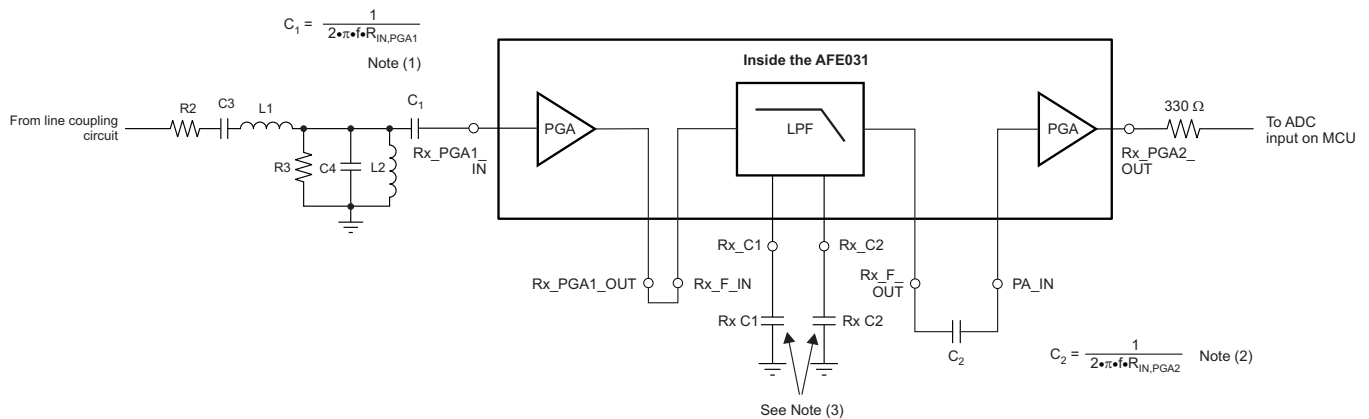 C1 = 1
2•π•f•RIN,PGA1
Note (1)
Inside the AFE031
From line coupling
circuit
R2
C3
L1
R3
C4
L2
C1
Rx_PGA1_
IN
PGA
LPF
PGA
Rx_PGA2_
OUT
330 Ω
To ADC
input on MCU
Rx_PGA1_OUT
Rx_F_IN
Rx_C1
Rx_C2
Rx C1
Rx C2
See Note (3)
Rx_F_
OUT
PA_IN
C2
C2 = 1
2•π•f•RIN,PGA2
Note (2)